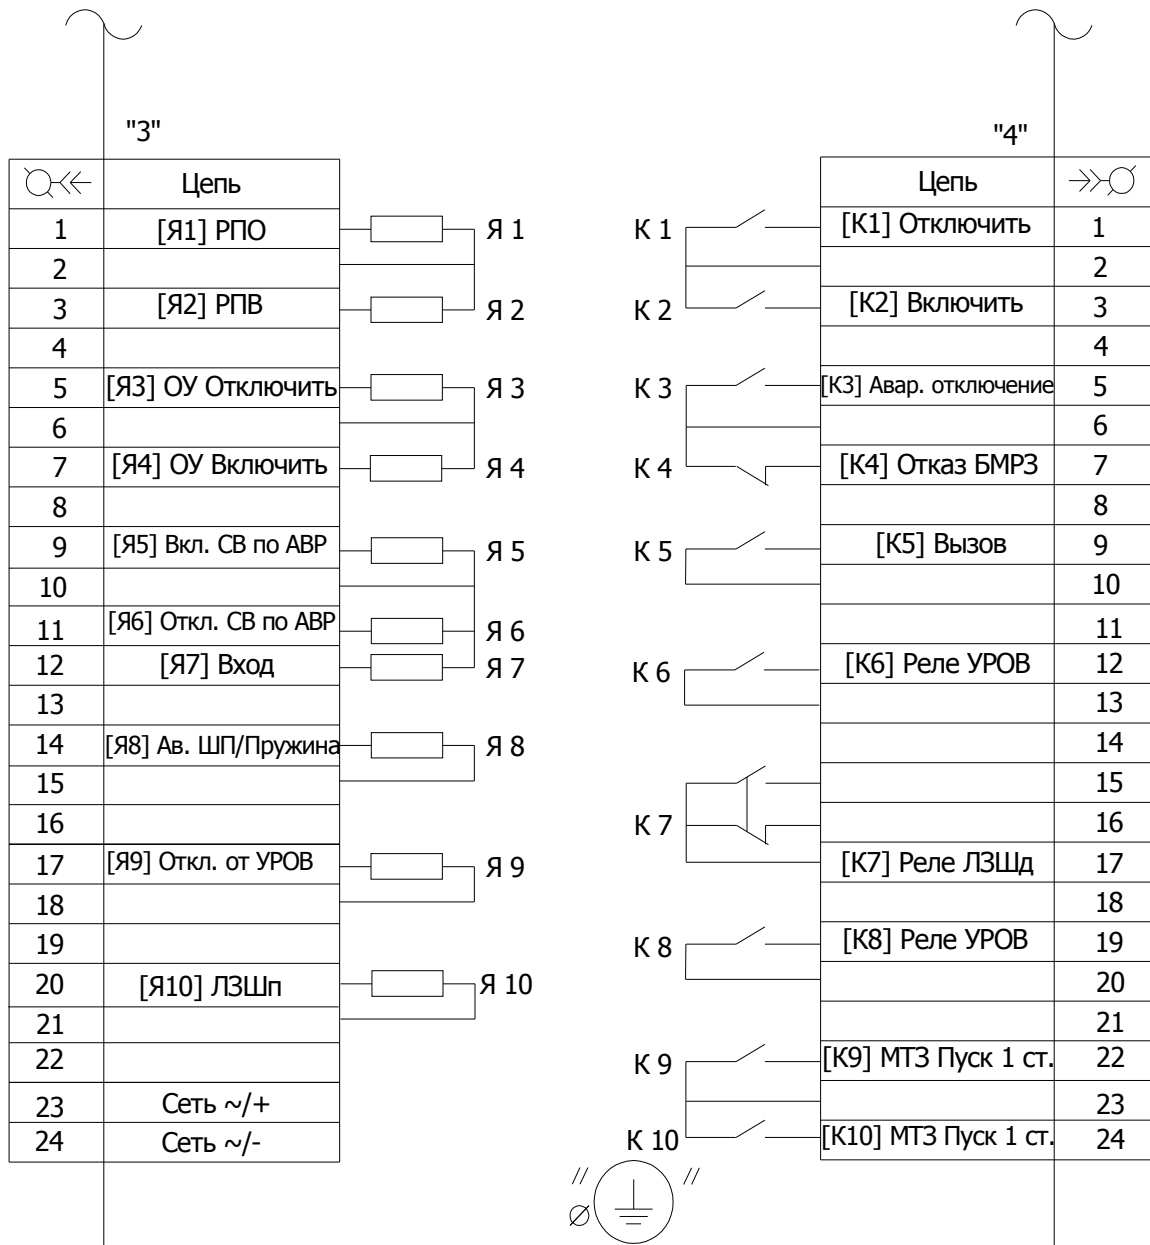 "3"
Цепь
1 [Я1] РПО Я 1
2
3 [Я2] РПВ Я 2
4
5 [Я3] ОУ Отключить Я 3
6
7 [Я4] ОУ Включить Я 4
8
9 [Я5] Вкл. СВ по АВР Я 5
10
11 [Я6] Откл. СВ по АВР Я 6
12 [Я7] Вход Я 7
13
14 [Я8] Ав. ШП/Пружина Я 8
15
16
17 [Я9] Откл. от УРОВ Я 9
18
19
20 [Я10] ЛЗШп Я 10
21
22
23 Сеть ~/+
24 Сеть ~/-
"4"
Цепь
К 1 [К1] Отключить 1
2
К 2 [К2] Включить 3
4
К 3 [К3] Авар. отключение 5
6
К 4 [К4] Отказ БМРЗ 7
8
К 5 [К5] Вызов 9
10
11
К 6 [К6] Реле УРОВ 12
13
14
15
К 7 16
[К7] Реле ЛЗШд 17
18
К 8 [К8] Реле УРОВ 19
20
21
К 9 [К9] МТЗ Пуск 1 ст. 22
23
К 10 [К10] МТЗ Пуск 1 ст. 24